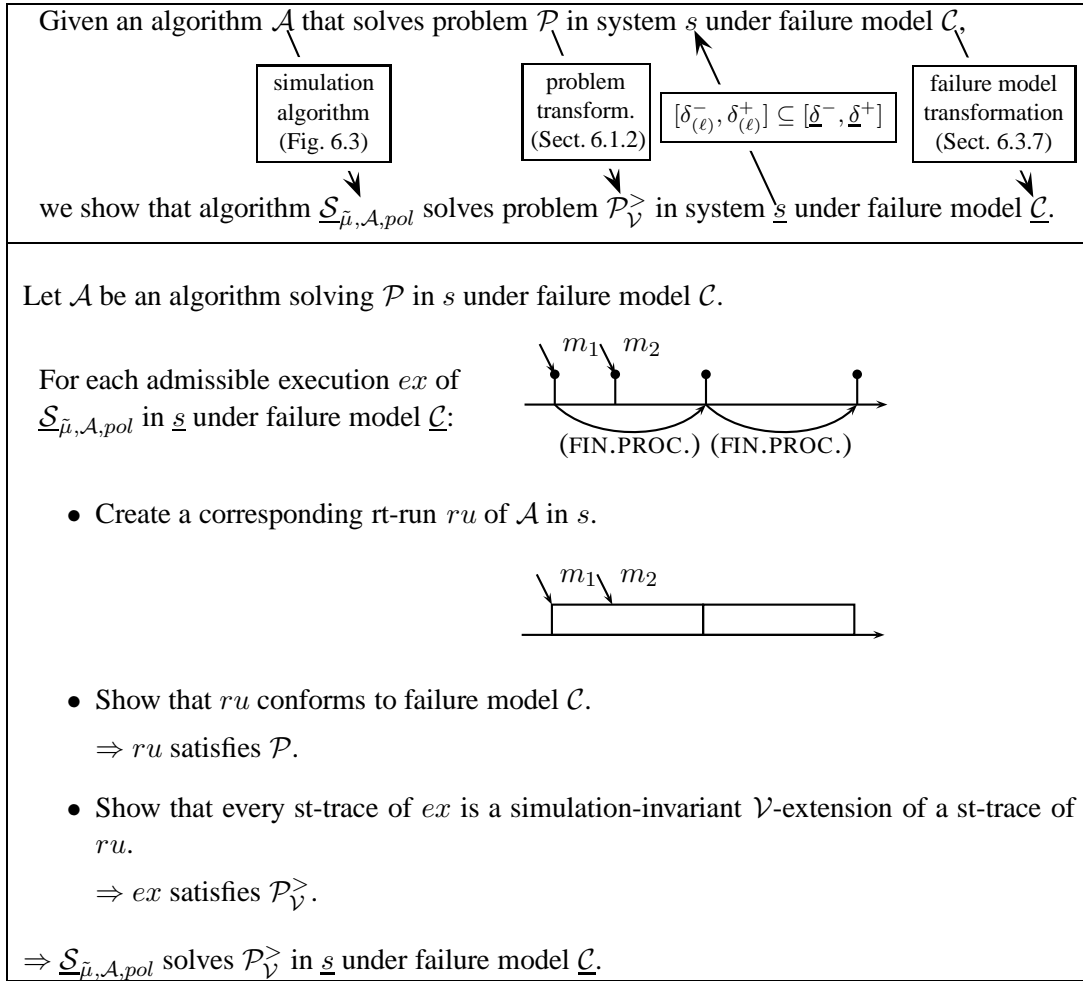 Given an algorithm 𝒜 that solves problem 𝒫 in system s under failure model 𝒞,
simulation
algorithm
(Fig. 6.3)
problem
transform.
(Sect. 6.1.2)
[δ⁻₍ℓ₎, δ⁺₍ℓ₎] ⊆ [δ̲⁻, δ̲⁺]
failure model
transformation
(Sect. 6.3.7)
we show that algorithm 𝒮̲_{μ̃,𝒜,pol} solves problem 𝒫_𝒱^> in system s̲ under failure model 𝒞̲.
Let 𝒜 be an algorithm solving 𝒫 in s under failure model 𝒞.
m₁ m₂
For each admissible execution ex of
𝒮̲_{μ̃,𝒜,pol} in s̲ under failure model 𝒞̲:
(FIN.PROC.) (FIN.PROC.)
• Create a corresponding rt-run ru of 𝒜 in s.
m₁ m₂
• Show that ru conforms to failure model 𝒞.
⇒ ru satisfies 𝒫.
• Show that every st-trace of ex is a simulation-invariant 𝒱-extension of a st-trace of
ru.
⇒ ex satisfies 𝒫_𝒱^>.
⇒ 𝒮̲_{μ̃,𝒜,pol} solves 𝒫_𝒱^> in s̲ under failure model 𝒞̲.